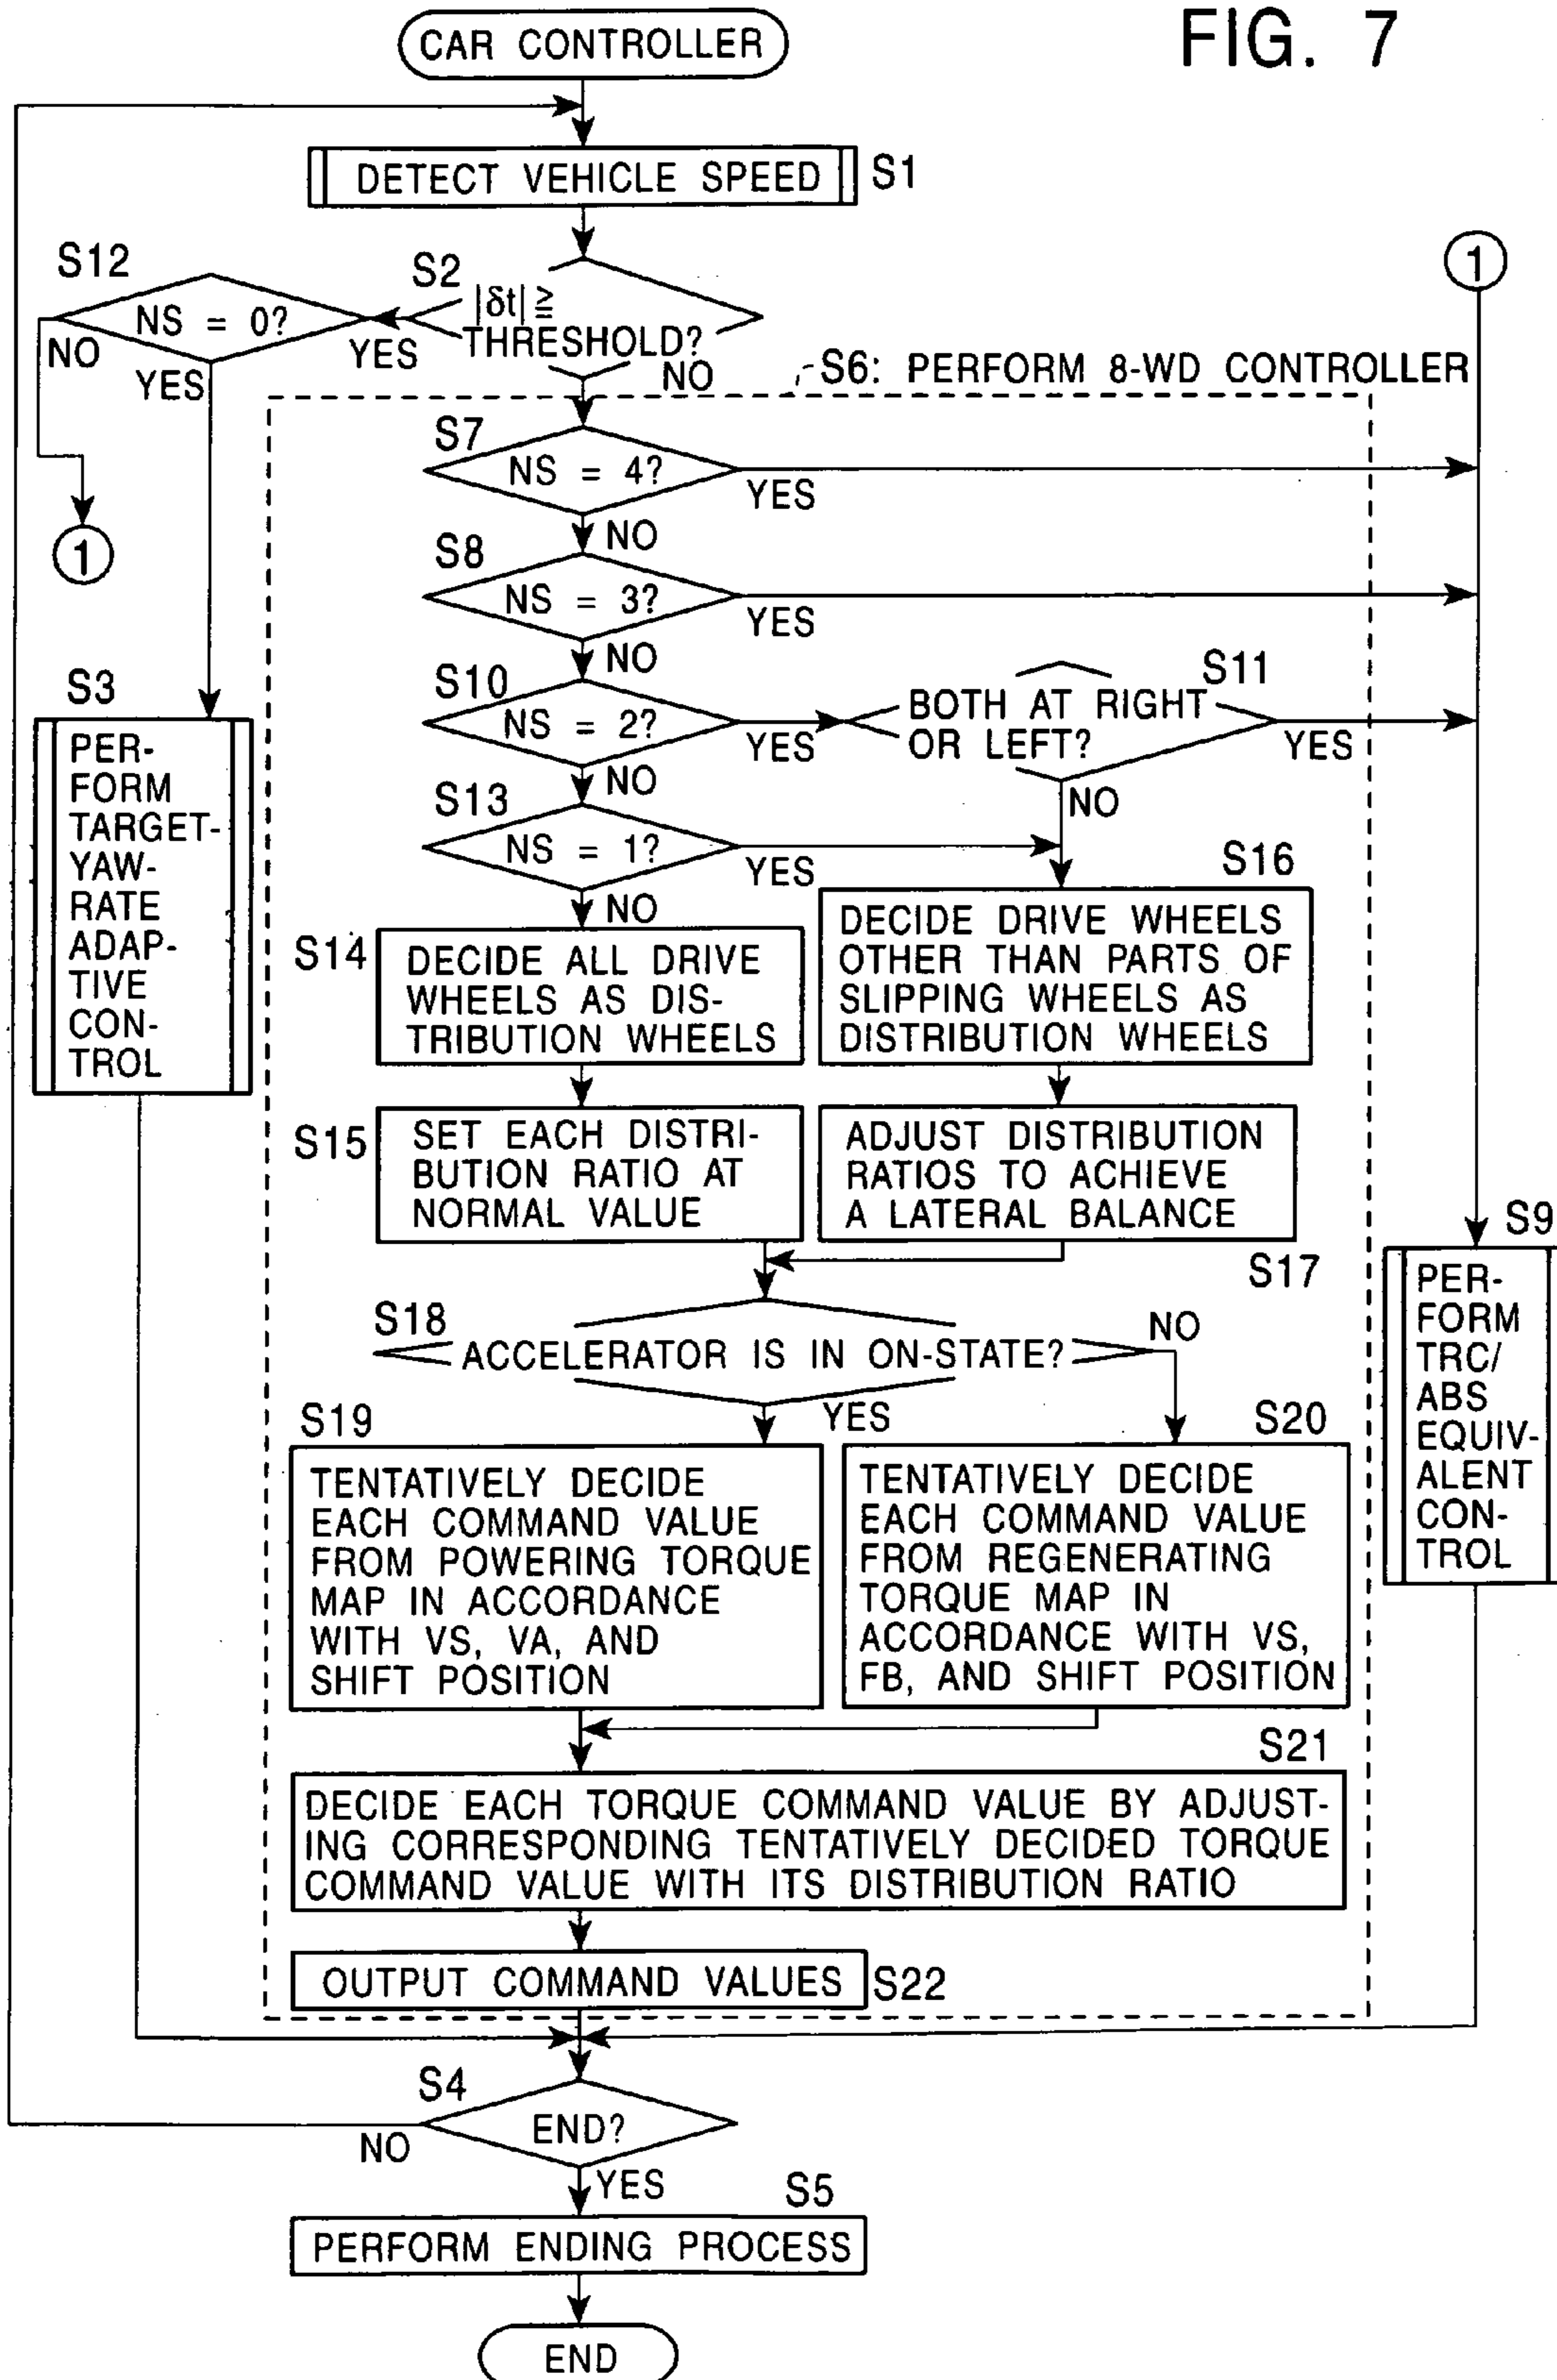 FIG. 7
CAR CONTROLLER
DETECT VEHICLE SPEED
S1
S12
NS = 0?
NO
YES
S2
|δt| ≧
THRESHOLD?
YES
NO
1
1
S6: PERFORM 8-WD CONTROLLER
S7
NS = 4?
YES
NO
S8
NS = 3?
YES
NO
S10
NS = 2?
YES
NO
S11
BOTH AT RIGHT
OR LEFT?
YES
NO
S13
NS = 1?
YES
NO
S3
PER-
FORM
TARGET-
YAW-
RATE
ADAP-
TIVE
CON-
TROL
S14
DECIDE ALL DRIVE
WHEELS AS DIS-
TRIBUTION WHEELS
S16
DECIDE DRIVE WHEELS
OTHER THAN PARTS OF
SLIPPING WHEELS AS
DISTRIBUTION WHEELS
S15
SET EACH DISTRI-
BUTION RATIO AT
NORMAL VALUE
ADJUST DISTRIBUTION
RATIOS TO ACHIEVE
A LATERAL BALANCE
S17
S9
PER-
FORM
TRC/
ABS
EQUIV-
ALENT
CON-
TROL
S18
ACCELERATOR IS IN ON-STATE?
NO
YES
S19
TENTATIVELY DECIDE
EACH COMMAND VALUE
FROM POWERING TORQUE
MAP IN ACCORDANCE
WITH VS, VA, AND
SHIFT POSITION
S20
TENTATIVELY DECIDE
EACH COMMAND VALUE
FROM REGENERATING
TORQUE MAP IN
ACCORDANCE WITH VS,
FB, AND SHIFT POSITION
S21
DECIDE EACH TORQUE COMMAND VALUE BY ADJUST-
ING CORRESPONDING TENTATIVELY DECIDED TORQUE
COMMAND VALUE WITH ITS DISTRIBUTION RATIO
OUTPUT COMMAND VALUES
S22
S4
END?
NO
YES
S5
PERFORM ENDING PROCESS
END